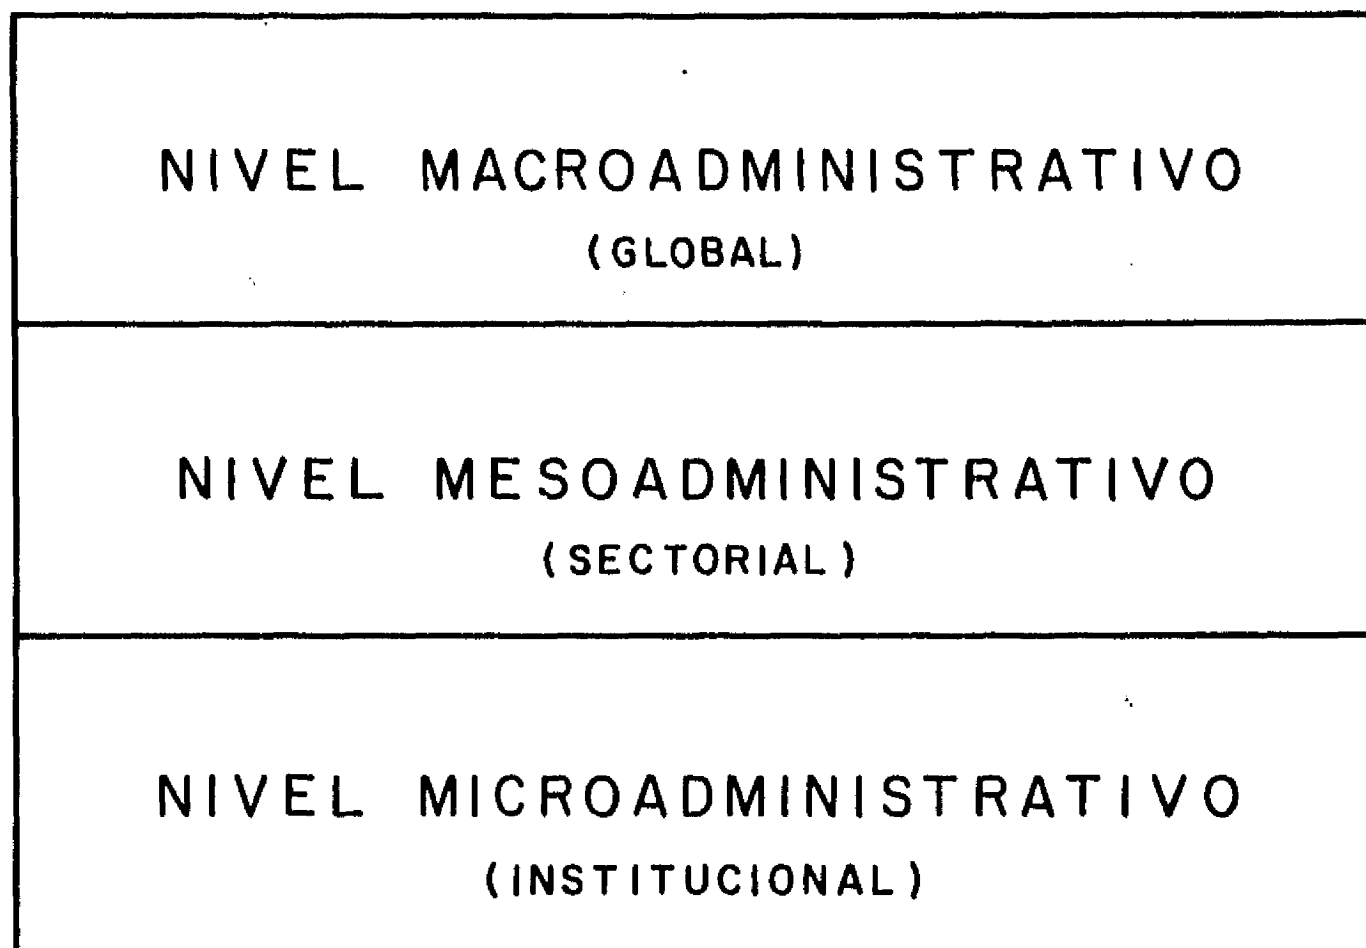 NIVEL MACROADMINISTRATIVO
(GLOBAL)
NIVEL MESOADMINISTRATIVO
(SECTORIAL)
NIVEL MICROADMINISTRATIVO
(INSTITUCIONAL)